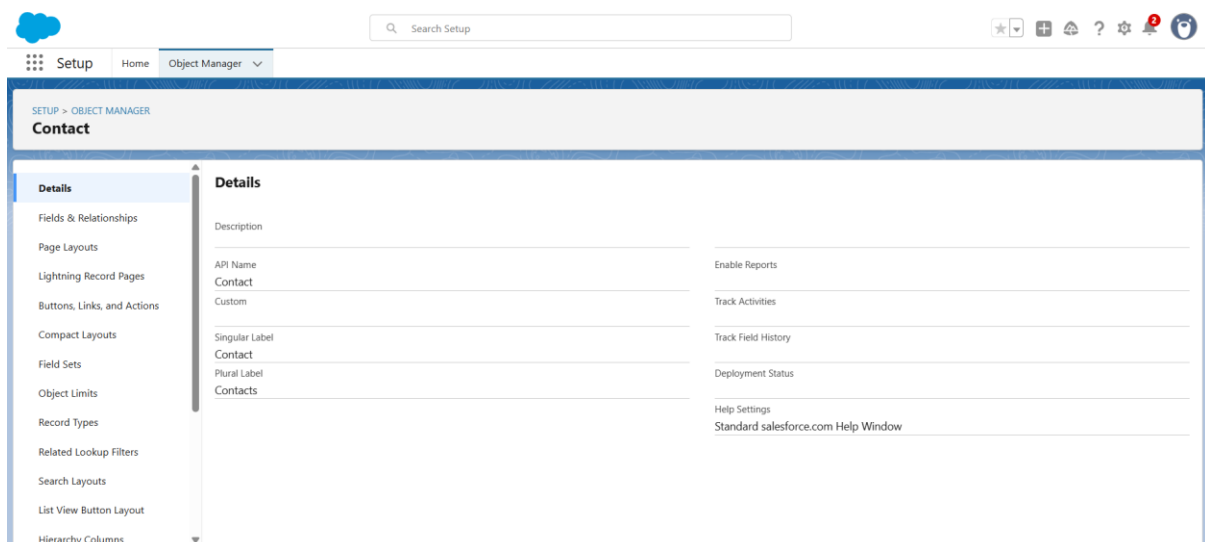 Search Setup
2
Setup
Home
Object Manager
SETUP > OBJECT MANAGER
Contact
Details
Fields & Relationships
Page Layouts
Lightning Record Pages
Buttons, Links, and Actions
Compact Layouts
Field Sets
Object Limits
Record Types
Related Lookup Filters
Search Layouts
List View Button Layout
Hierarchy Columns
Details
Description
API Name
Contact
Custom
Singular Label
Contact
Plural Label
Contacts
Enable Reports
Track Activities
Track Field History
Deployment Status
Help Settings
Standard salesforce.com Help Window